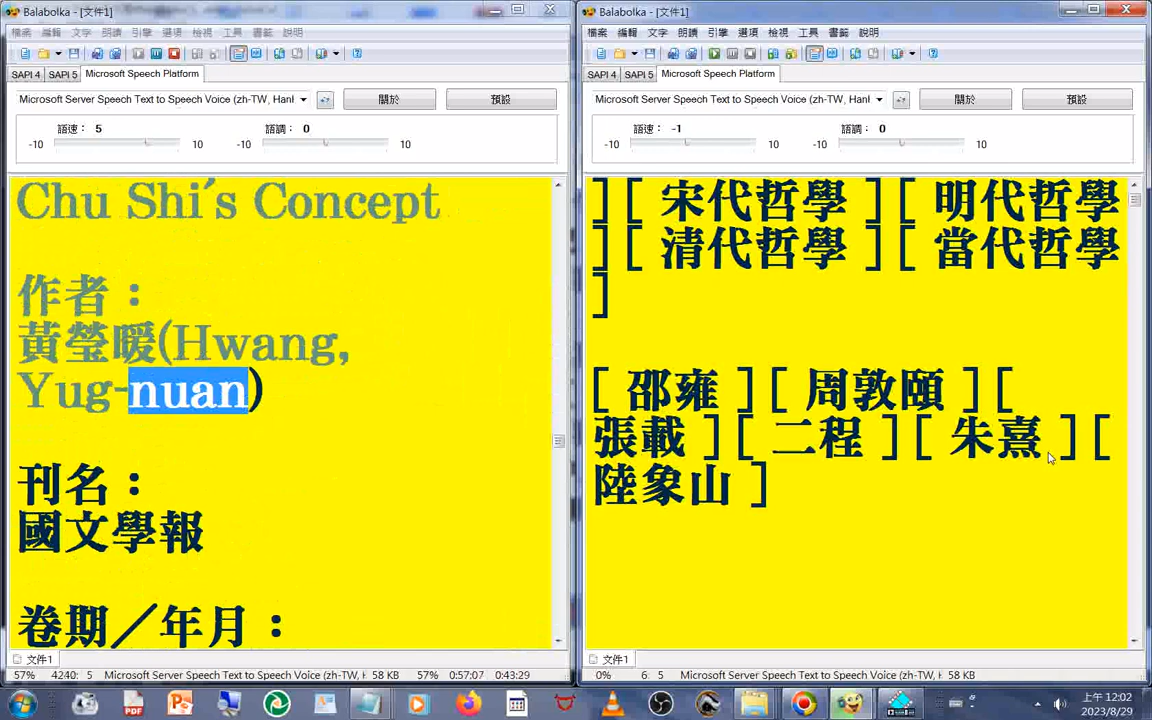 Balabolka - [文件1]
檔案 編輯 文字 朗讀 引擎 選項 檢視 工具 書籤 說明
SAPI 4 SAPI 5 Microsoft Speech Platform
Microsoft Server Speech Text to Speech Voice (zh-TW, Hanl
關於
預設
語速： 5
語調： 0
-10 10 -10 10
Chu Shi's Concept
作者：
黃瑩暖(Hwang,
Yug-nuan)
刊名：
國文學報
卷期／年月：
文件1
57% 4240: 5 Microsoft Server Speech Text to Speech Voice (zh-TW, H 58 KB 57% 0:57:07 0:43:29
Balabolka - [文件1]
檔案 編輯 文字 朗讀 引擎 選項 檢視 工具 書籤 說明
SAPI 4 SAPI 5 Microsoft Speech Platform
Microsoft Server Speech Text to Speech Voice (zh-TW, Hanl
關於
預設
語速： -1
語調： 0
-10 10 -10 10
][ 宋代哲學 ][ 明代哲學
][ 清代哲學 ][ 當代哲學
]
[ 邵雍 ][ 周敦頤 ][
張載 ][ 二程 ][ 朱熹 ][
陸象山 ]
文件1
0% 6: 5 Microsoft Server Speech Text to Speech Voice (zh-TW, H 58 KB
上午 12:02
2023/8/29